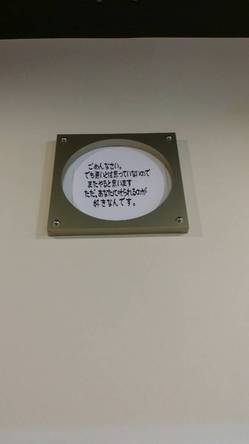 ごめんなさい。
でも悪いとは思っていないので
またやると思います
ただ、あなたに叱られるのが
好きなんです。